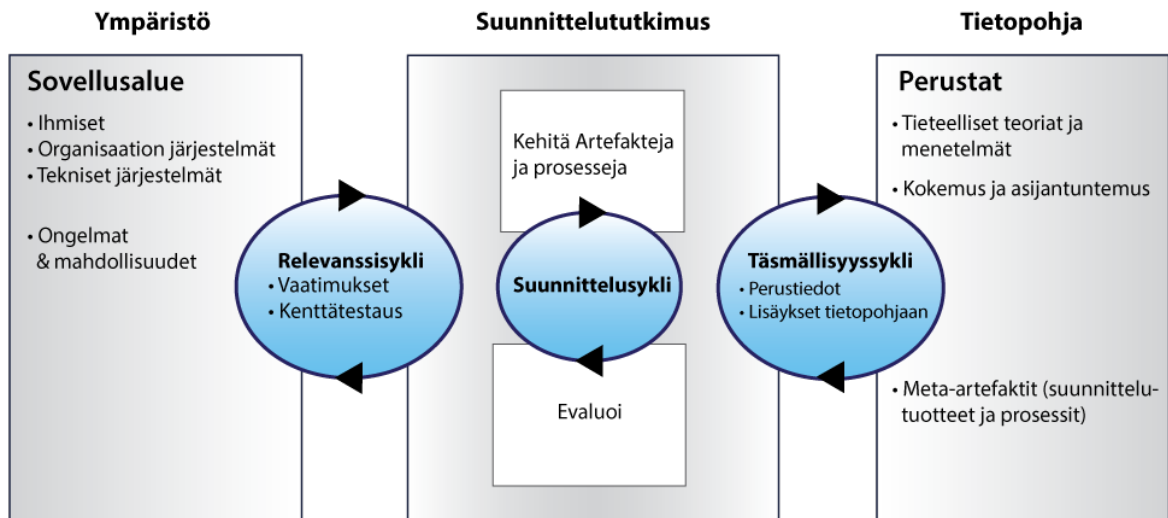 Ympäristö
Sovellusalue
• Ihmiset
• Organisaation järjestelmät
• Tekniset järjestelmät
• Ongelmat
& mahdollisuudet
Relevanssisykli
• Vaatimukset
• Kenttätestaus
Suunnittelututkimus
Kehitä Artefakteja
ja prosesseja
Suunnittelusykli
Evaluoi
Täsmällisyyssykli
• Perustiedot
• Lisäykset tietopohjaan
Tietopohja
Perustat
• Tieteelliset teoriat ja
menetelmät
• Kokemus ja asijantuntemus
• Meta-artefaktit (suunnittelu-
tuotteet ja prosessit)